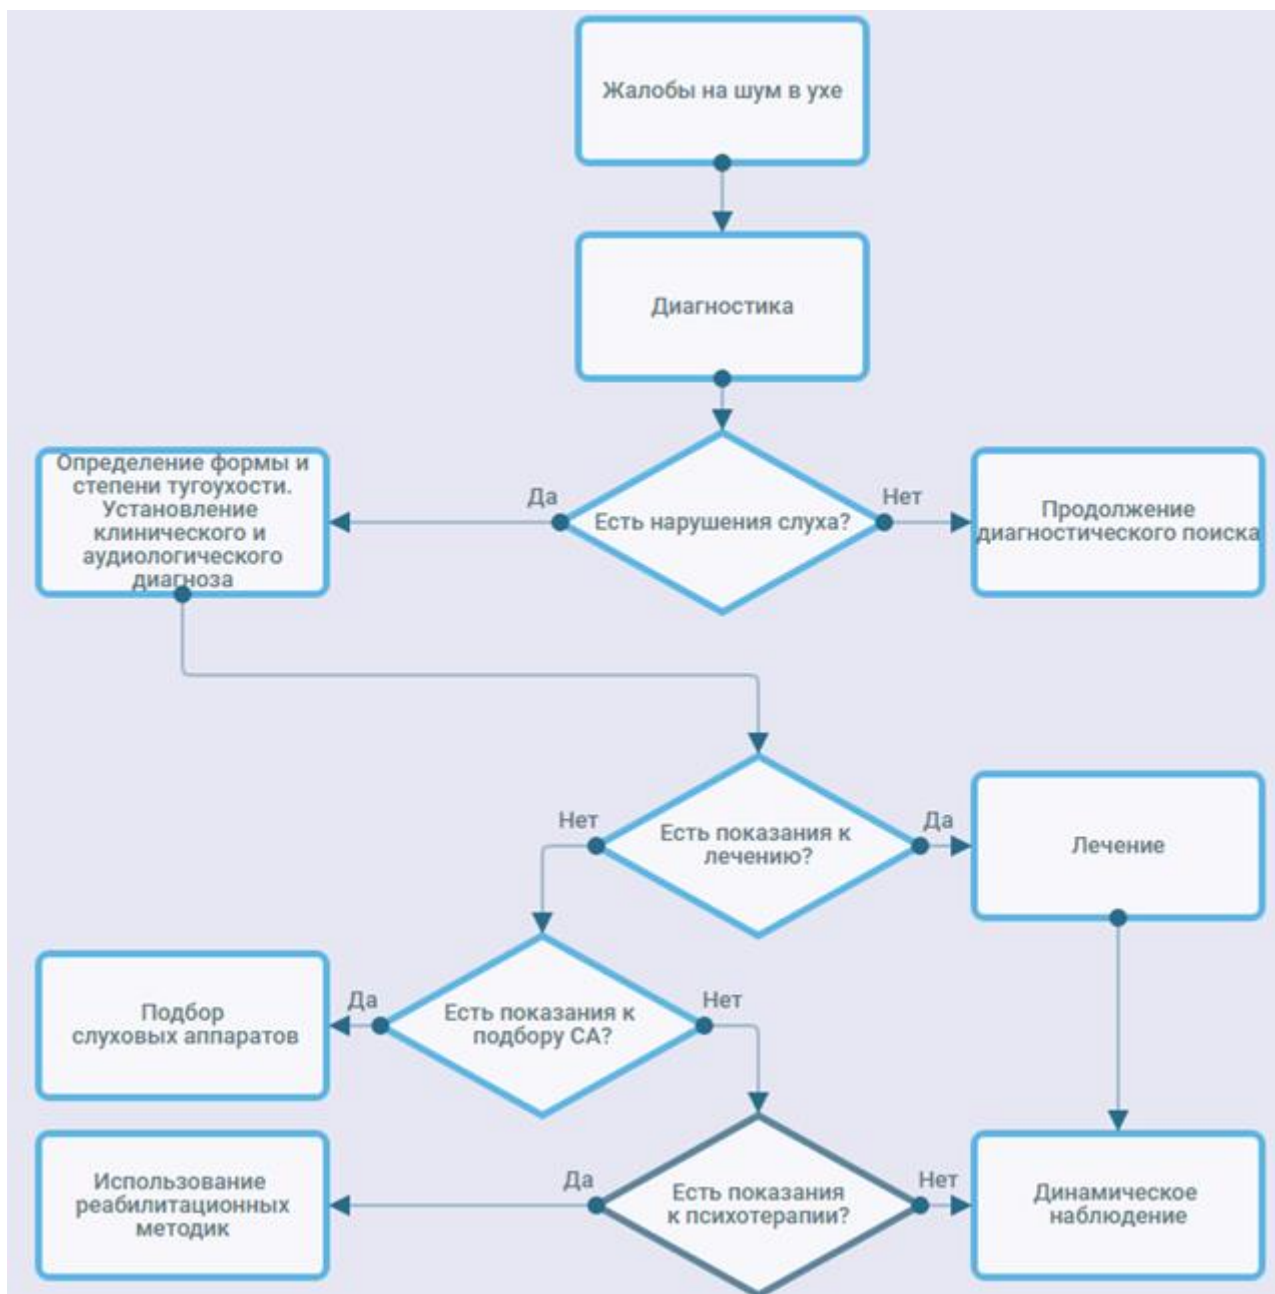 Жалобы на шум в ухе
Диагностика
Есть нарушения слуха?
Да
Нет
Определение формы и
степени тугоухости.
Установление
клинического и
аудиологического
диагноза
Продолжение
диагностического поиска
Есть показания к
лечению?
Нет
Да
Лечение
Есть показания к
подбору СА?
Да
Нет
Подбор
слуховых аппаратов
Есть показания
к психотерапии?
Да
Нет
Использование
реабилитационных
методик
Динамическое
наблюдение